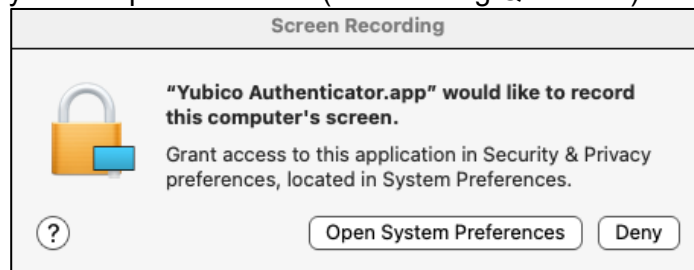 Screen Recording
“Yubico Authenticator.app” would like to record
this computer's screen.
Grant access to this application in Security & Privacy
preferences, located in System Preferences.
?
Open System Preferences
Deny